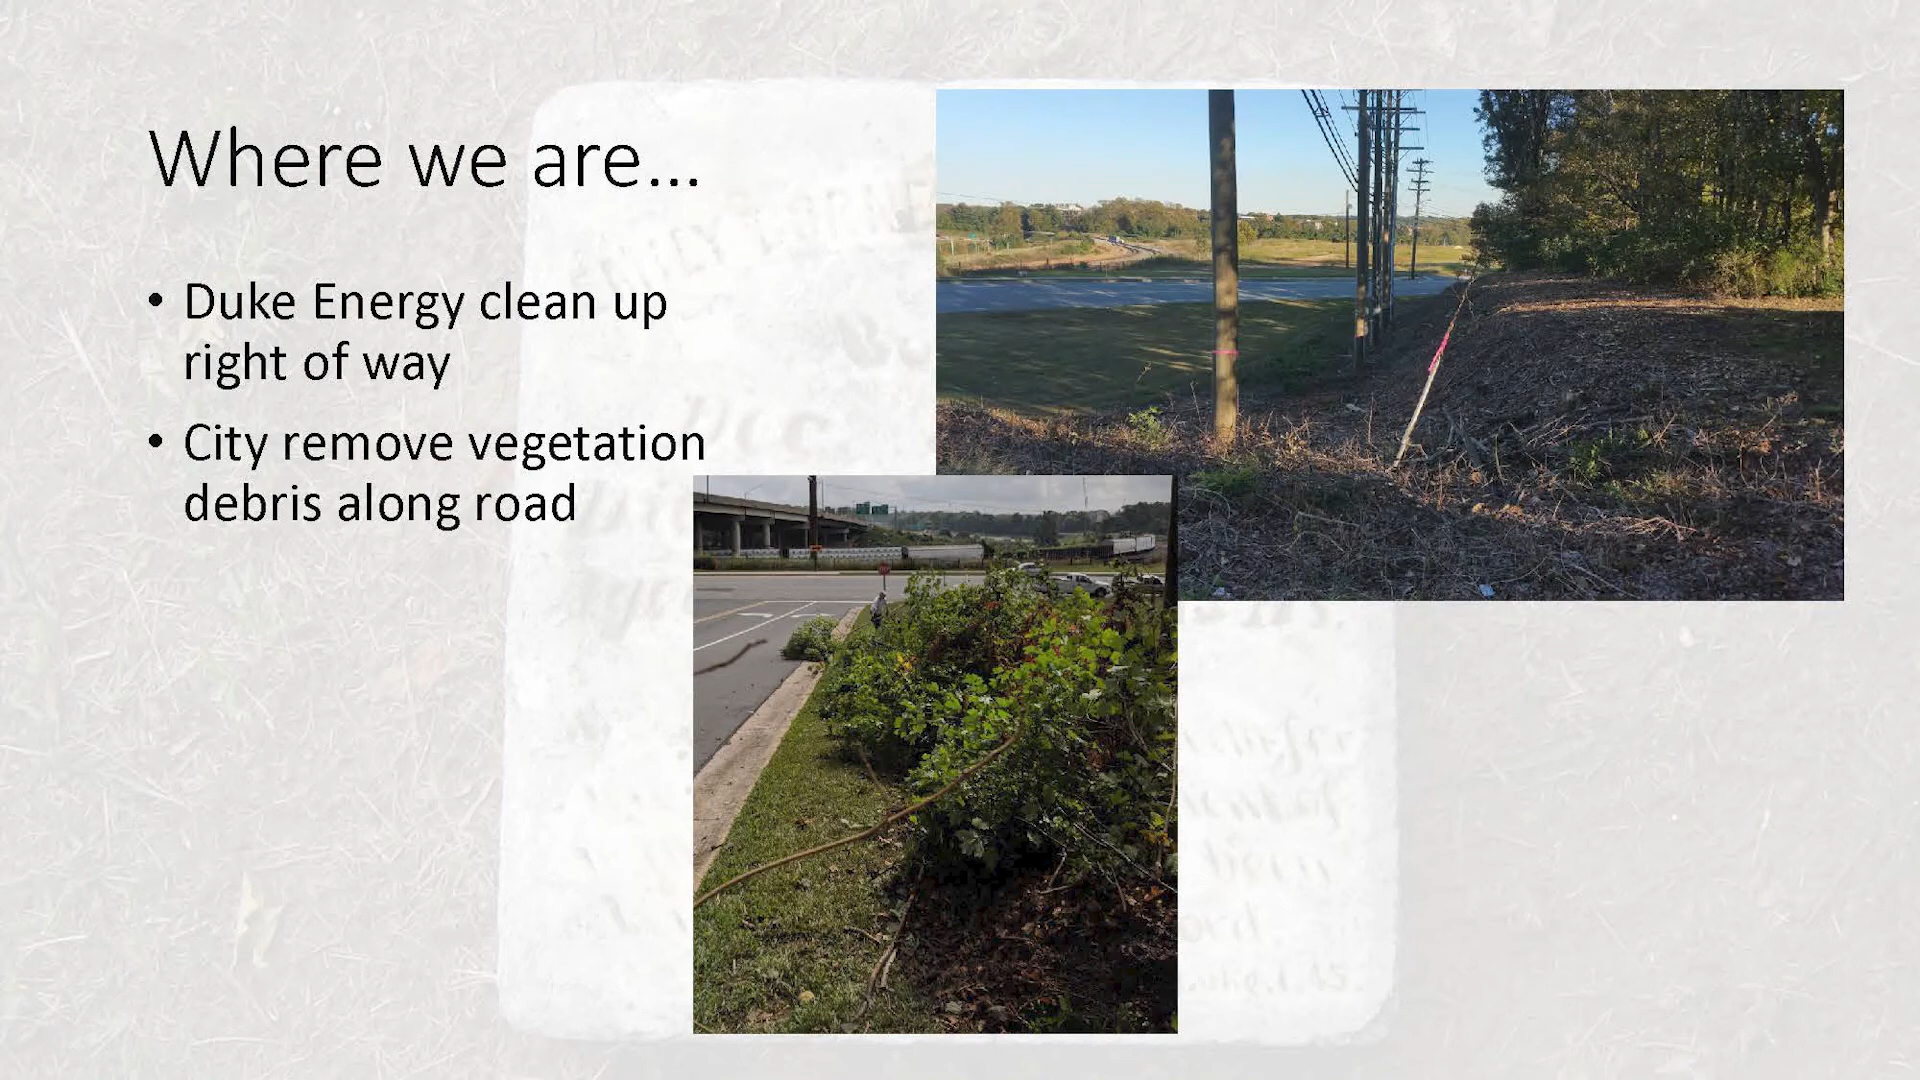 Where we are...
• Duke Energy clean up
right of way
• City remove vegetation
debris along road